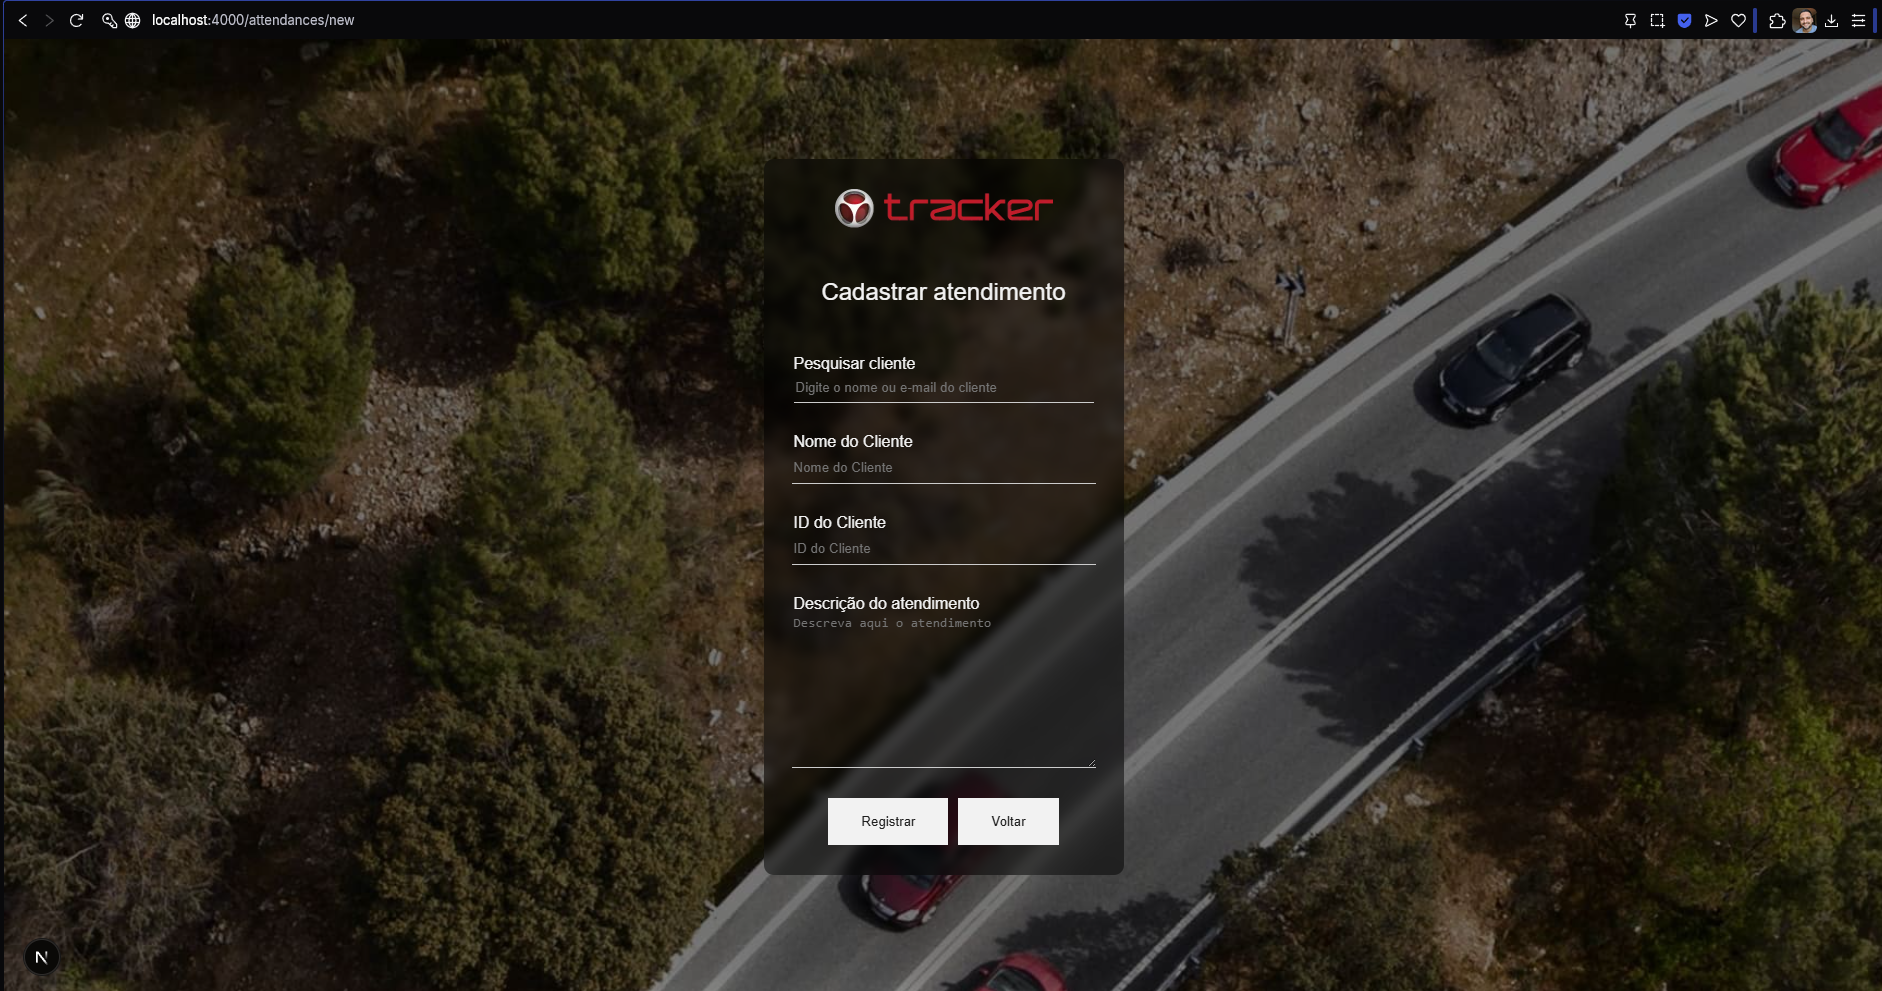 localhost:4000/attendances/new
tracker
Cadastrar atendimento
Pesquisar cliente
Digite o nome ou e-mail do cliente
Nome do Cliente
Nome do Cliente
ID do Cliente
ID do Cliente
Descrição do atendimento
Descreva aqui o atendimento
Registrar
Voltar
N